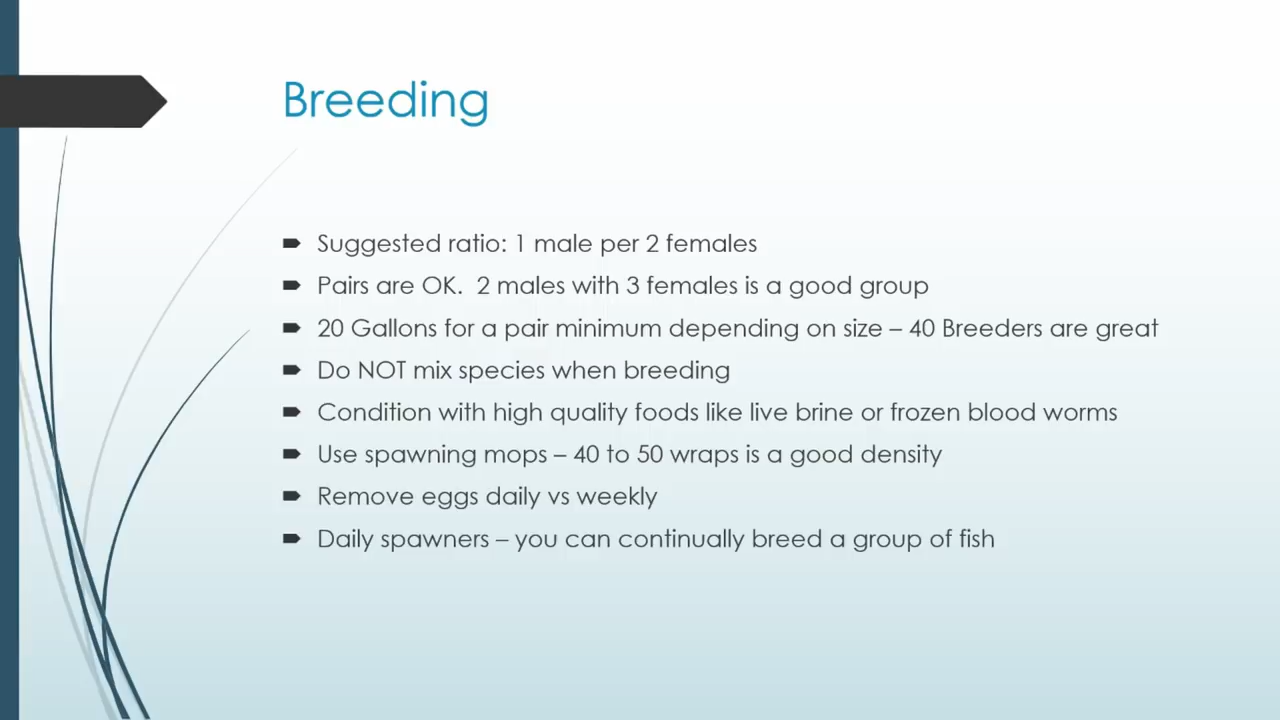 Breeding
Suggested ratio: 1 male per 2 females
Pairs are OK.  2 males with 3 females is a good group
20 Gallons for a pair minimum depending on size – 40 Breeders are great
Do NOT mix species when breeding
Condition with high quality foods like live brine or frozen blood worms
Use spawning mops – 40 to 50 wraps is a good density
Remove eggs daily vs weekly
Daily spawners – you can continually breed a group of fish